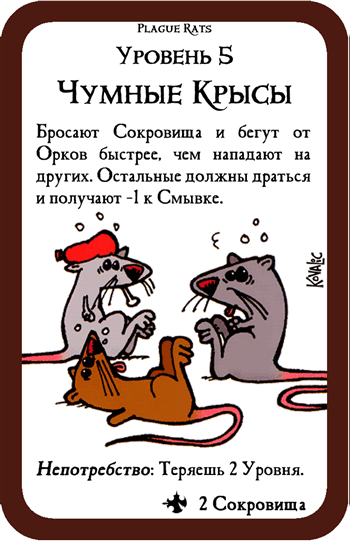 Plague Rats
Уровень 5
Чумные Крысы
Бросают Сокровища и бегут от
Орков быстрее, чем нападают на
других. Остальные должны драться
и получают -1 к Смывке.
Kovalic
Непотребство: Теряешь 2 Уровня.
2 Сокровища